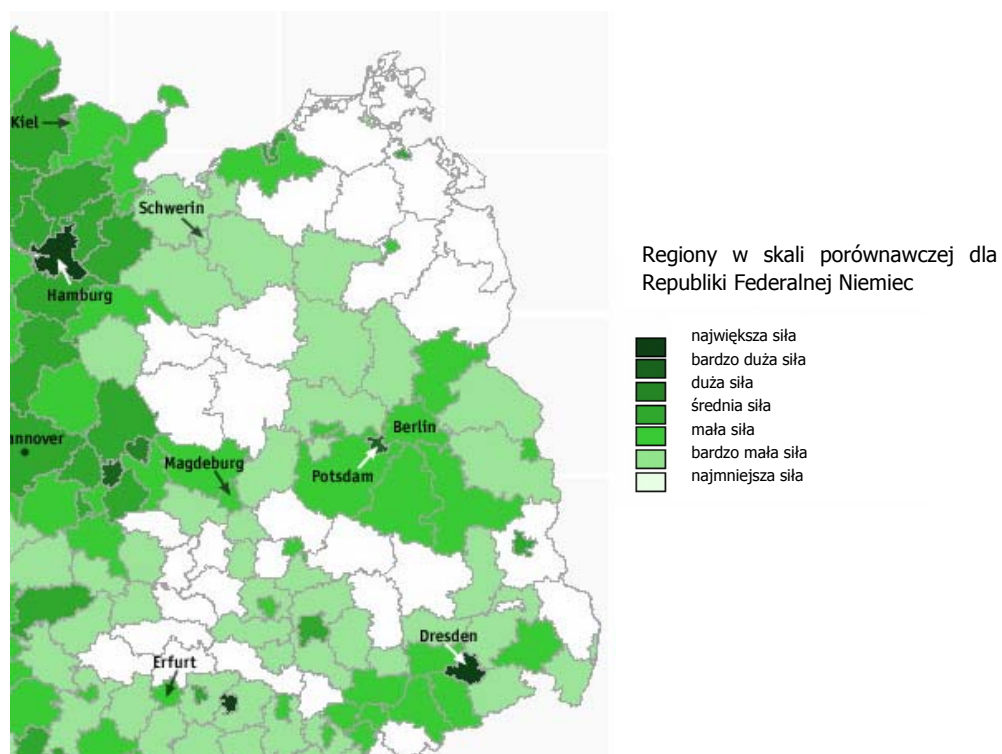 Kiel
Schwerin
Hamburg
annover
Magdeburg
Berlin
Potsdam
Dresden
Erfurt
Regiony w skali porównawczej dla
Republiki Federalnej Niemiec
największa siła
bardzo duża siła
duża siła
średnia siła
mała siła
bardzo mała siła
najmniejsza siła